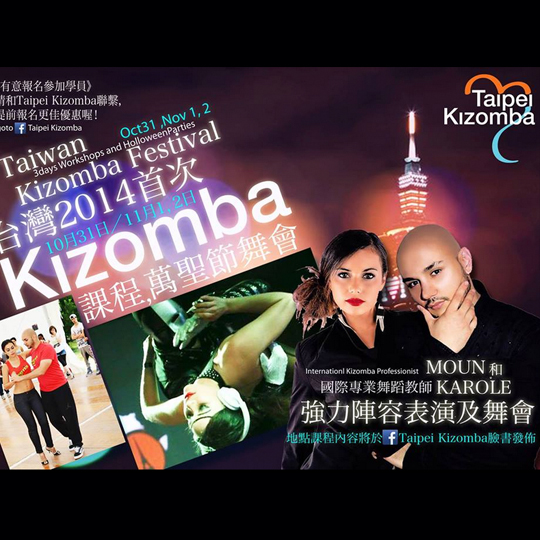 有意報名參加學員》
請和Taipei Kizomba聯繫,
提前報名更佳優惠喔!
goto f Taipei Kizomba
Taipei
Kizomba
Oct31 ,Nov 1, 2
Taiwan
3days Workshops and HolloweenParties
Kizomba Festival
台灣2014首次
10月31日／11月1, 2日
Kizomba
課程,萬聖節舞會
Internationl Kizomba Professionist MOUN 和
國際專業舞蹈教師 KAROLE
強力陣容表演及舞會
地點課程內容將於 f Taipei Kizomba臉書發佈